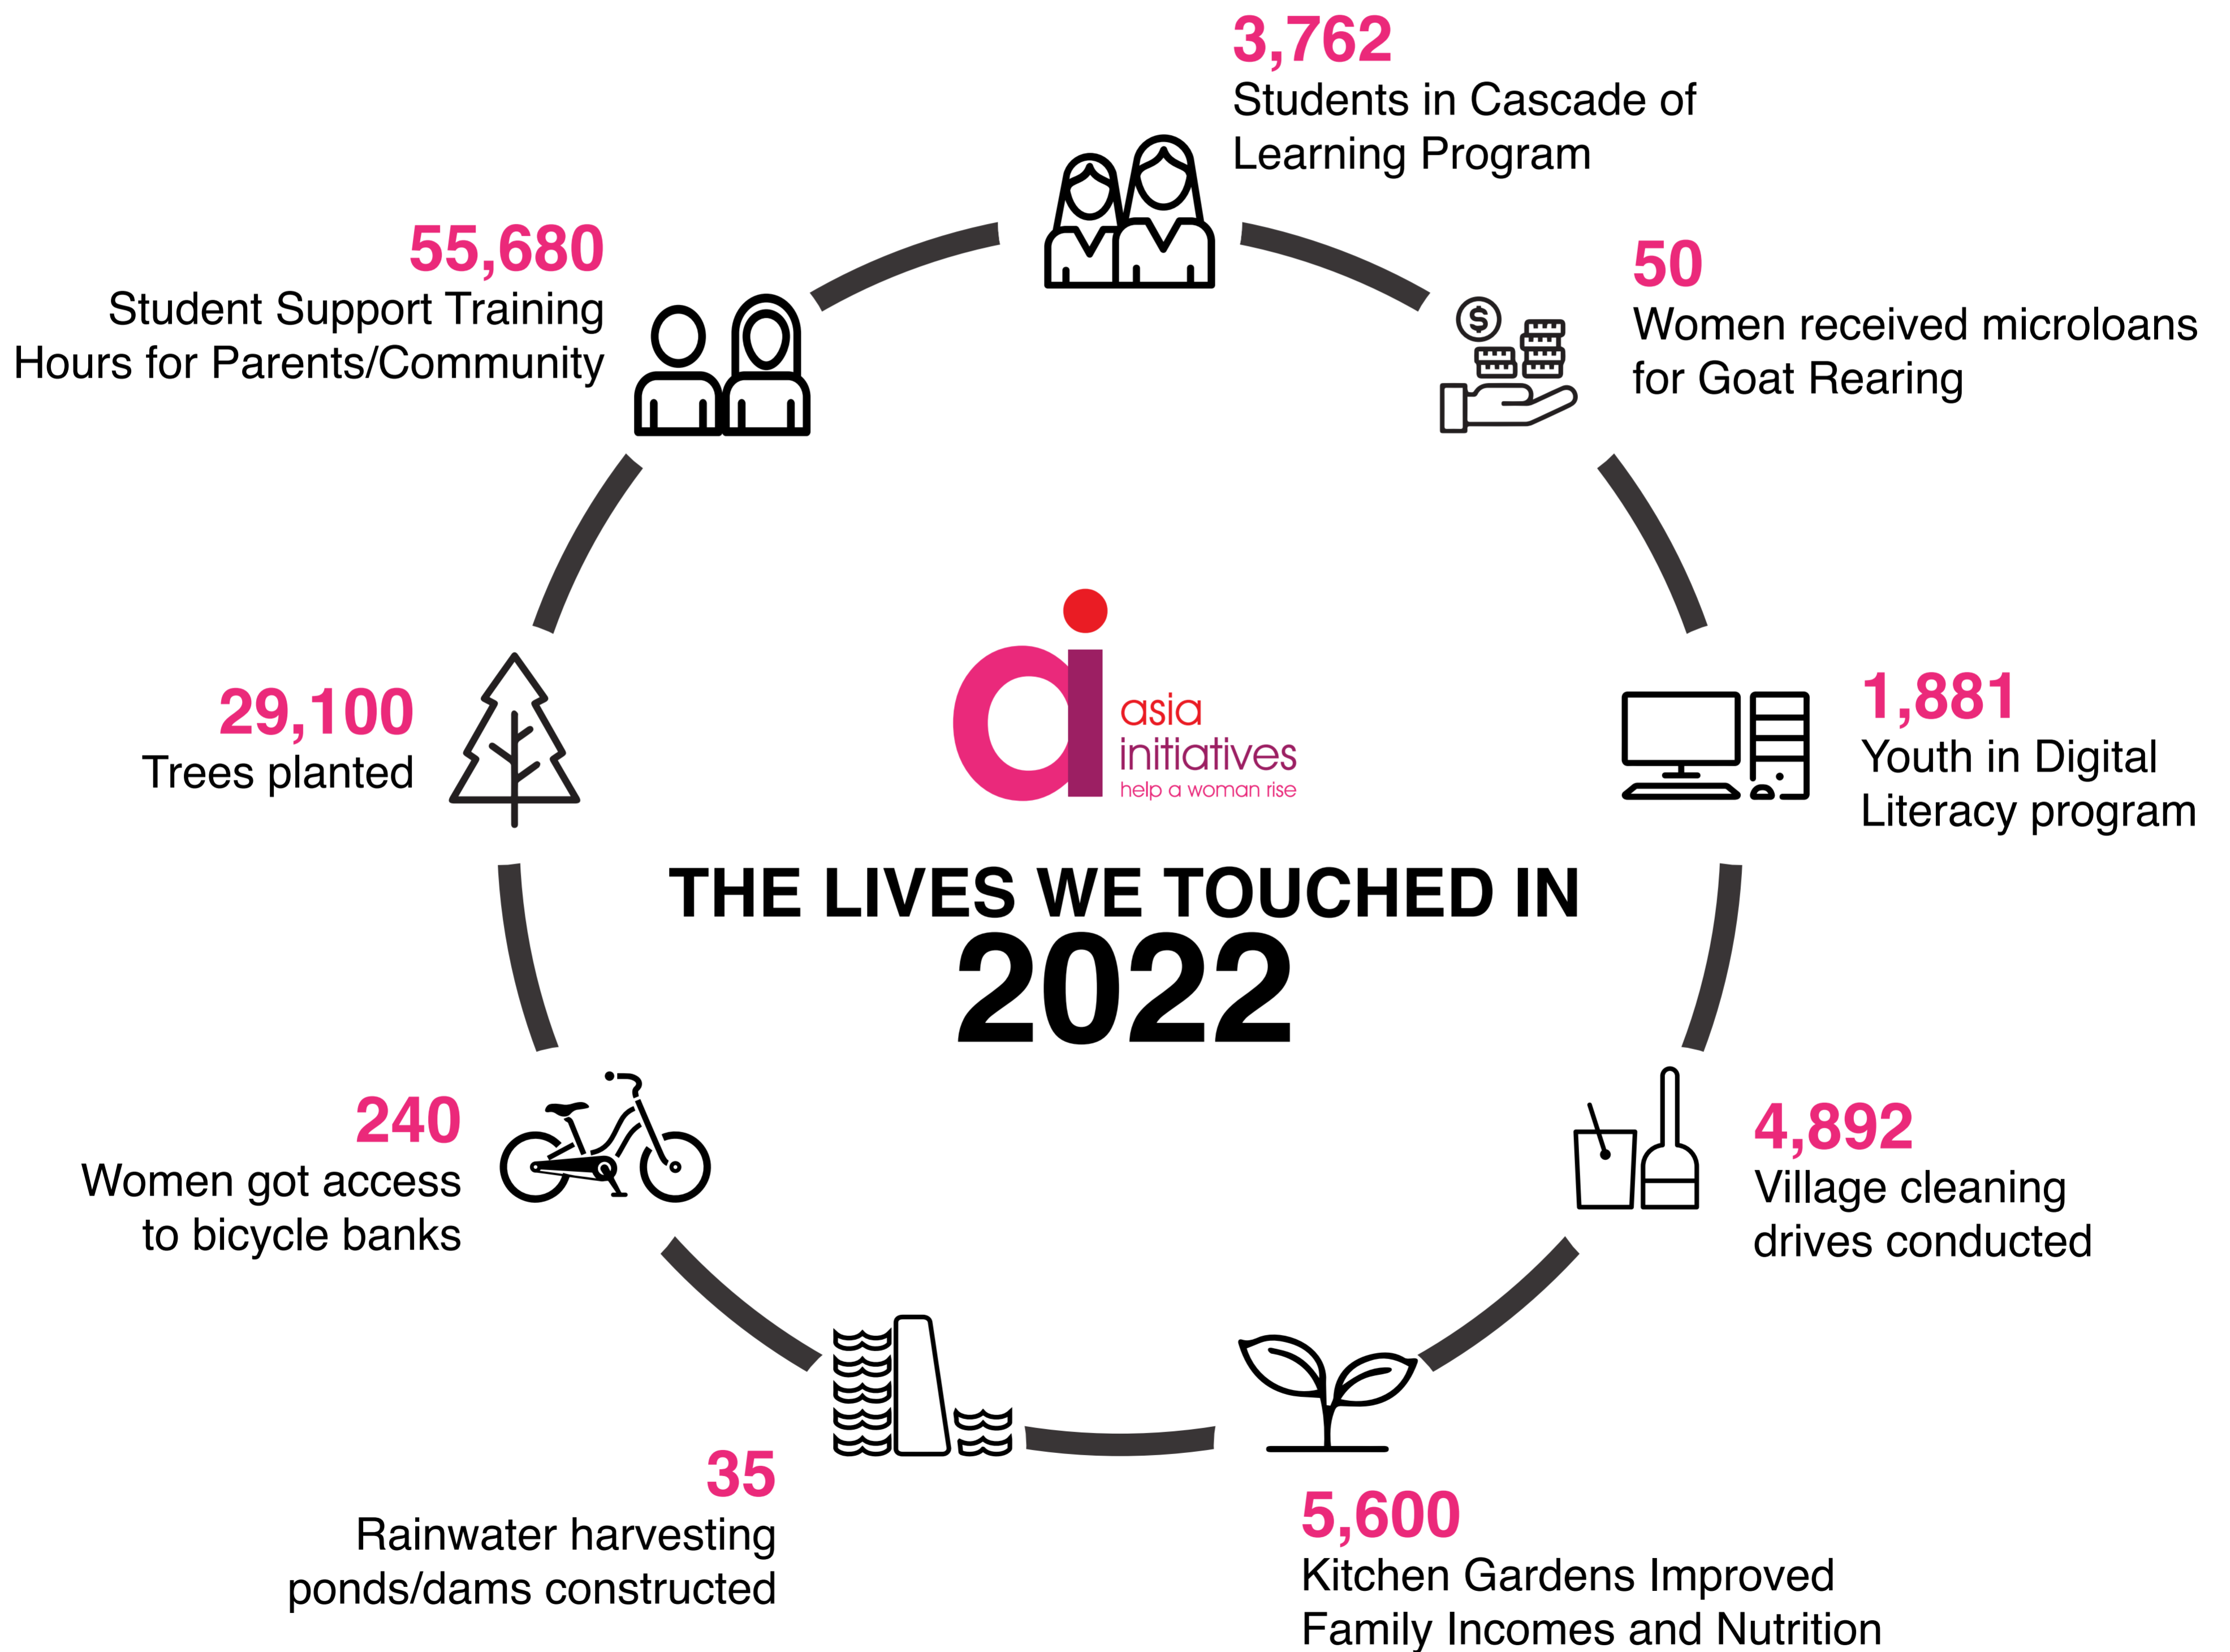 3,762
Students in Cascade of
Learning Program
50
Women received microloans
for Goat Rearing
$
1,881
Youth in Digital
Literacy program
4,892
Village cleaning
drives conducted
5,600
Kitchen Gardens Improved
Family Incomes and Nutrition
35
Rainwater harvesting
ponds/dams constructed
240
Women got access
to bicycle banks
29,100
Trees planted
55,680
Student Support Training
Hours for Parents/Community
ai
asia
initiatives
help a woman rise
THE LIVES WE TOUCHED IN
2022